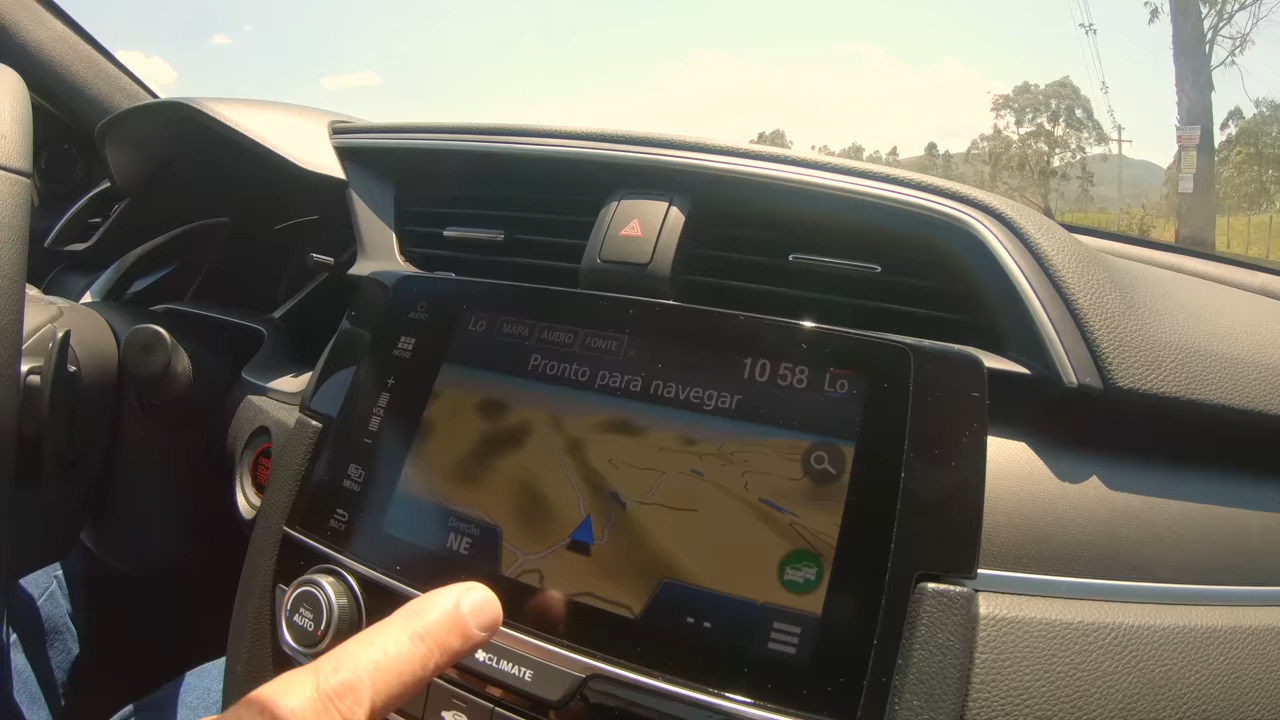 AUDIO
HOME
+
VOL
-
MENU
BACK
Lo MAPA AUDIO FONTE
Pronto para navegar
10 58 Lo
Direção
NE
--
PUSH
AUTO
CLIMATE